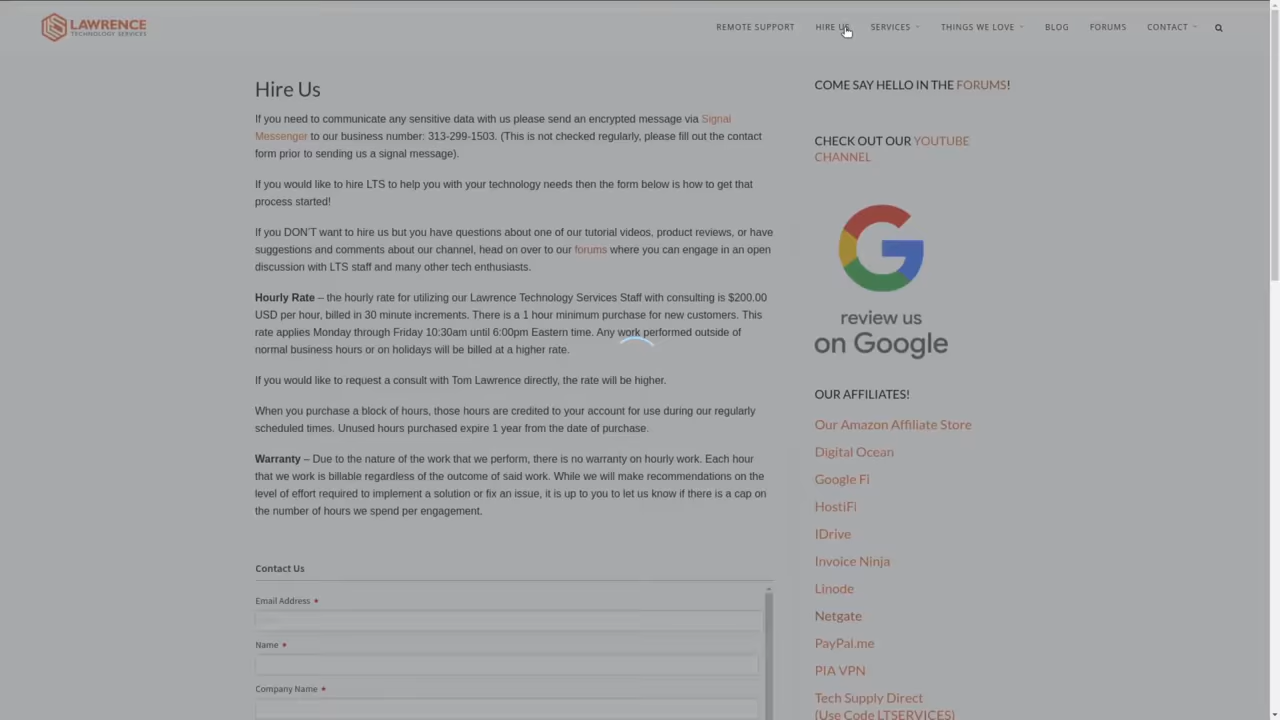 LAWRENCE
TECHNOLOGY SERVICES
REMOTE SUPPORT
HIRE US
SERVICES
THINGS WE LOVE
BLOG
FORUMS
CONTACT
Hire Us
If you need to communicate any sensitive data with us please send an encrypted message via Signal
Messenger to our business number: 313-299-1503. (This is not checked regularly, please fill out the contact
form prior to sending us a signal message).
If you would like to hire LTS to help you with your technology needs then the form below is how to get that
process started!
If you DON'T want to hire us but you have questions about one of our tutorial videos, product reviews, or have
suggestions and comments about our channel, head on over to our forums where you can engage in an open
discussion with LTS staff and many other tech enthusiasts.
Hourly Rate – the hourly rate for utilizing our Lawrence Technology Services Staff with consulting is $200.00
USD per hour, billed in 30 minute increments. There is a 1 hour minimum purchase for new customers. This
rate applies Monday through Friday 10:30am until 6:00pm Eastern time. Any work performed outside of
normal business hours or on holidays will be billed at a higher rate.
If you would like to request a consult with Tom Lawrence directly, the rate will be higher.
When you purchase a block of hours, those hours are credited to your account for use during our regularly
scheduled times. Unused hours purchased expire 1 year from the date of purchase.
Warranty – Due to the nature of the work that we perform, there is no warranty on hourly work. Each hour
that we work is billable regardless of the outcome of said work. While we will make recommendations on the
level of effort required to implement a solution or fix an issue, it is up to you to let us know if there is a cap on
the number of hours we spend per engagement.
Contact Us
Email Address *
Name *
Company Name *
COME SAY HELLO IN THE FORUMS!
CHECK OUT OUR YOUTUBE
CHANNEL
review us
on Google
OUR AFFILIATES!
Our Amazon Affiliate Store
Digital Ocean
Google Fi
HostiFi
IDrive
Invoice Ninja
Linode
Netgate
PayPal.me
PIA VPN
Tech Supply Direct
(Use Code LTSERVICES)